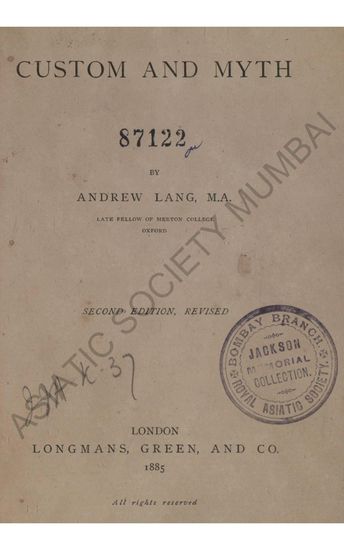 CUSTOM AND MYTH
87122
BY
ANDREW LANG, M.A.
LATE FELLOW OF MERTON COLLEGE,
OXFORD
SECOND EDITION, REVISED
BOMBAY BRANCH
JACKSON
MEMORIAL
COLLECTION.
ROYAL ASIATIC SOCIETY.
LONDON
LONGMANS, GREEN, AND CO.
1885
All rights reserved
ASIATIC SOCIETY MUMBAI